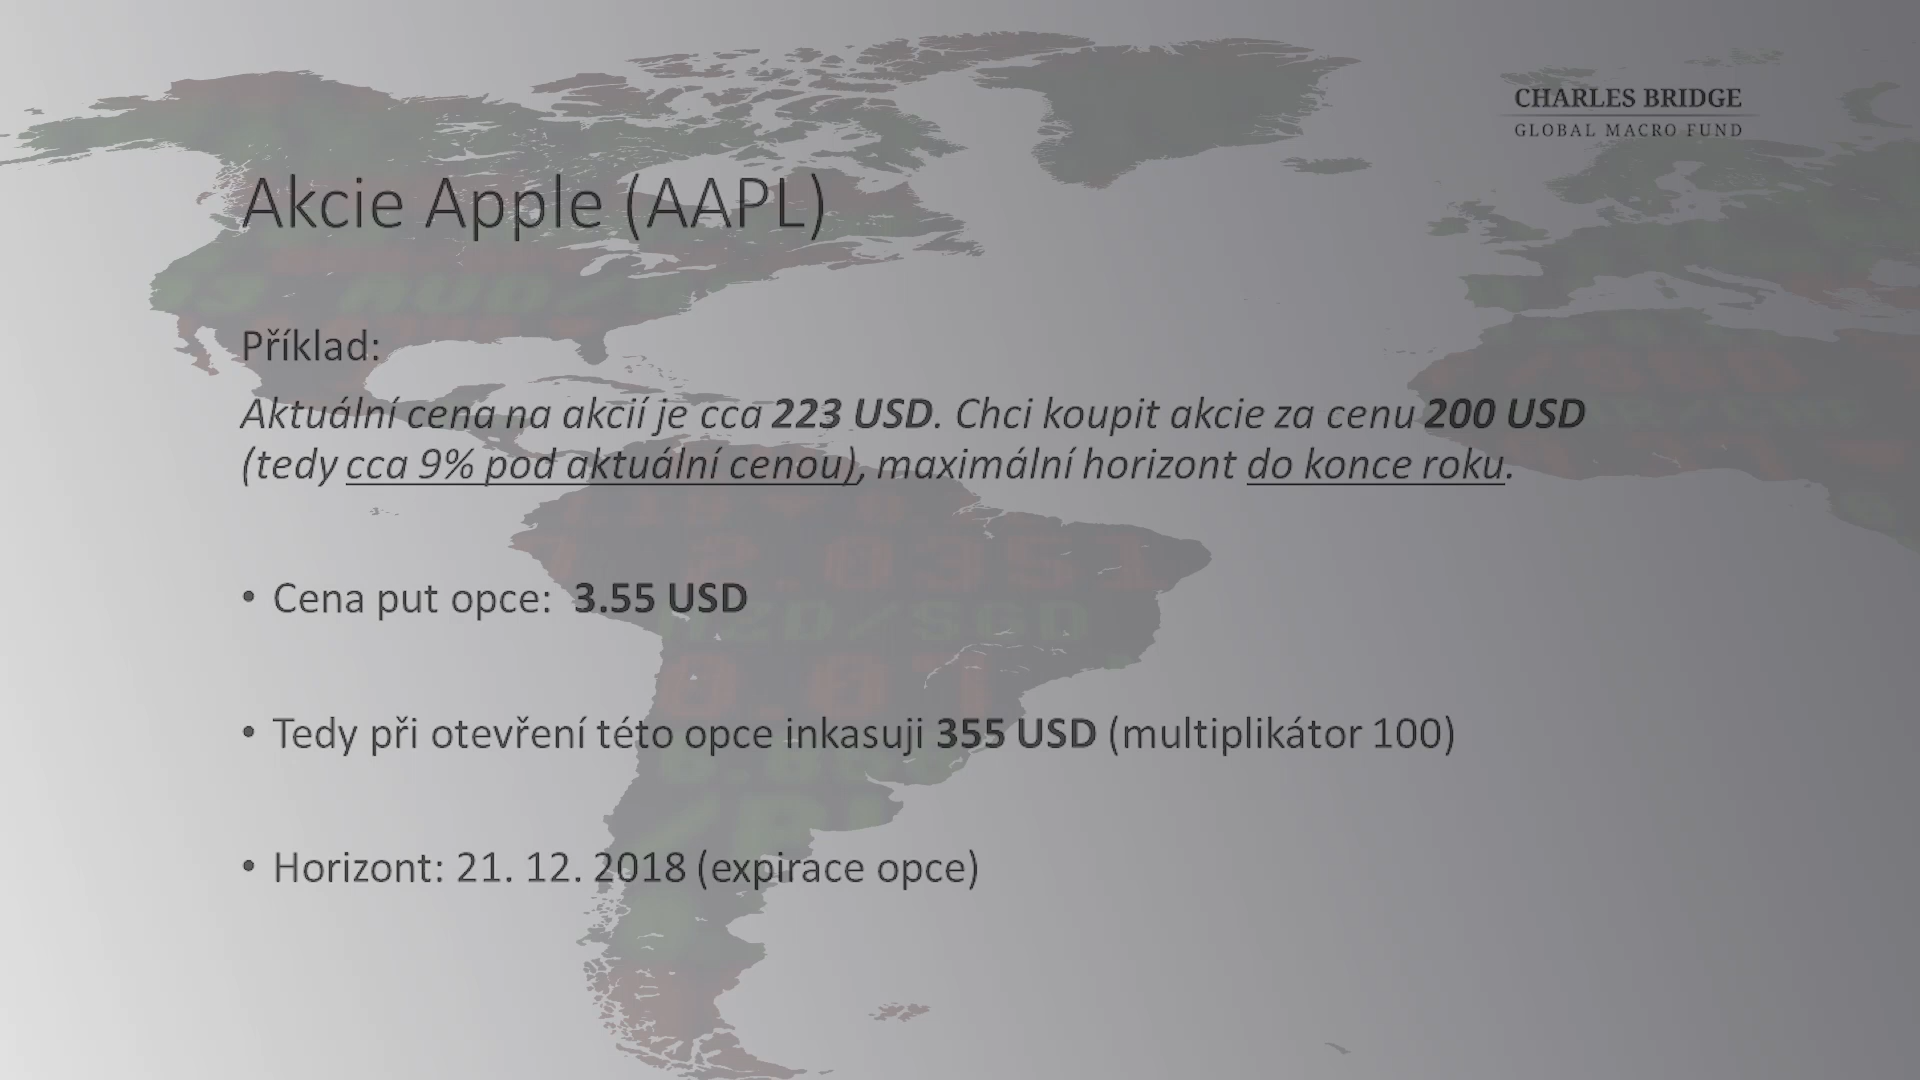 CHARLES BRIDGE
GLOBAL MACRO FUND
Akcie Apple (AAPL)
Příklad:
Aktuální cena na akcií je cca 223 USD. Chci koupit akcie za cenu 200 USD
(tedy cca 9% pod aktuální cenou), maximální horizont do konce roku.
• Cena put opce: 3.55 USD
• Tedy při otevření této opce inkasuji 355 USD (multiplikátor 100)
• Horizont: 21. 12. 2018 (expirace opce)